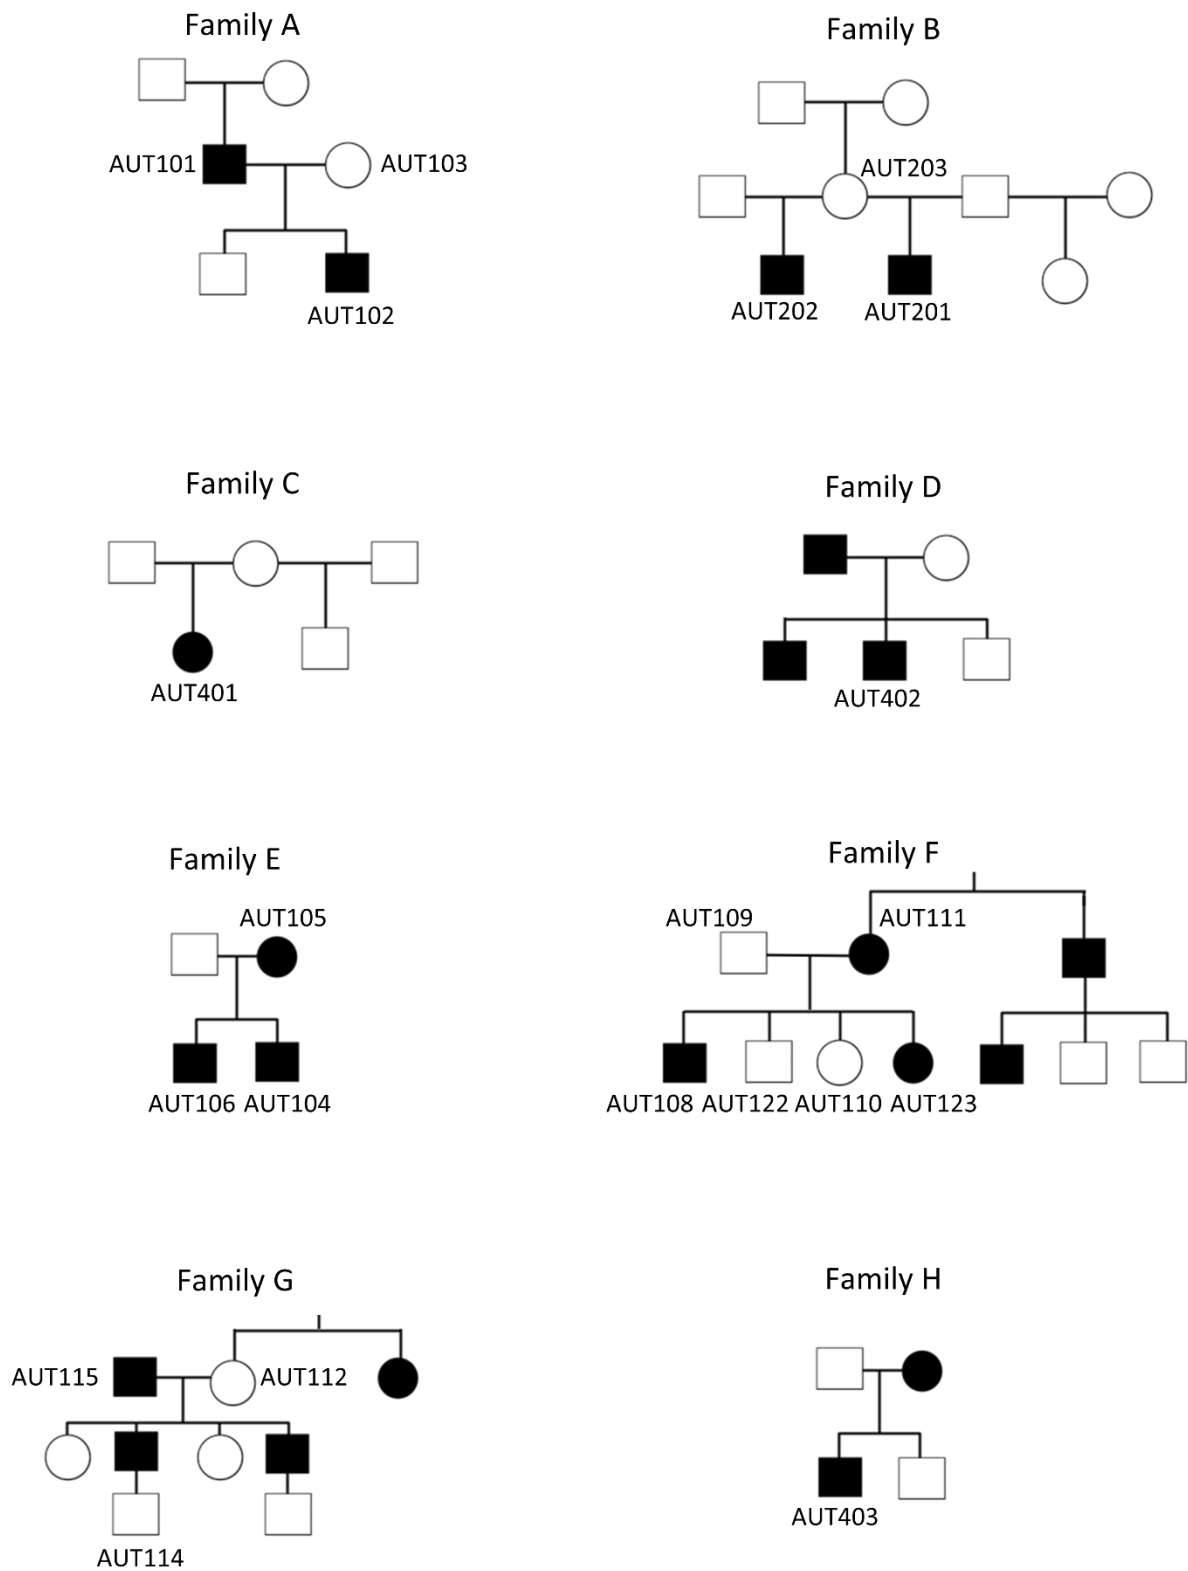 Family A
Family B
AUT101
AUT103
AUT203
AUT102
AUT202
AUT201
Family C
Family D
AUT401
AUT402
Family E
Family F
AUT105
AUT109
AUT111
AUT106 AUT104
AUT108 AUT122 AUT110 AUT123
Family G
Family H
AUT115
AUT112
AUT403
AUT114